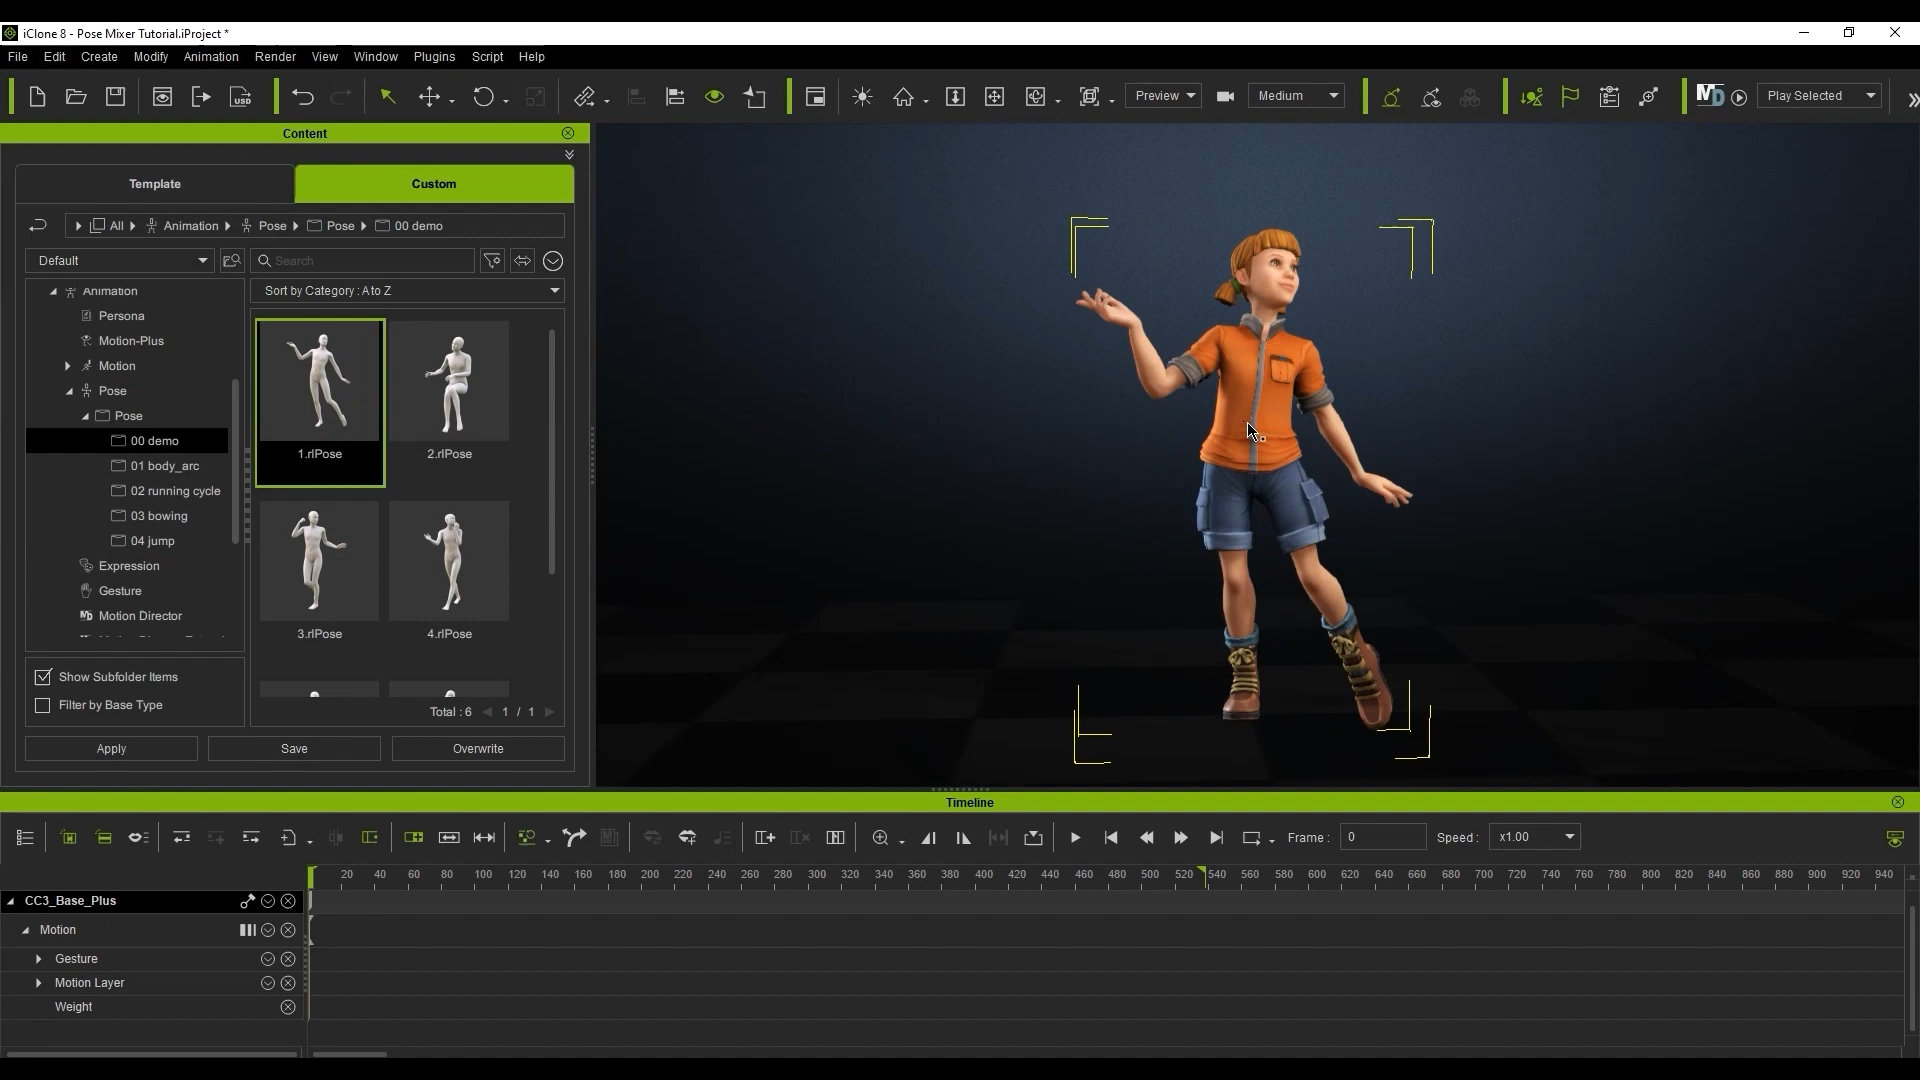 iClone 8 - Pose Mixer Tutorial.iProject *
File Edit Create Modify Animation Render View Window Plugins Script Help
USD
Preview
Medium
MD
Play Selected
Content
Template
Custom
All Animation Pose Pose 00 demo
Default
Search
Animation
Persona
Motion-Plus
Motion
Pose
Pose
00 demo
01 body_arc
02 running cycle
03 bowing
04 jump
Expression
Gesture
MD Motion Director
Show Subfolder Items
Filter by Base Type
Sort by Category : A to Z
1.rlPose
2.rlPose
3.rlPose
4.rlPose
Total : 6 1 / 1
Apply Save Overwrite
Timeline
Frame : 0 Speed : x1.00
20 40 60 80 100 120 140 160 180 200 220 240 260 280 300 320 340 360 380 400 420 440 460 480 500 520 540 560 580 600 620 640 660 680 700 720 740 760 780 800 820 840 860 880 900 920 940
CC3_Base_Plus
Motion
Gesture
Motion Layer
Weight